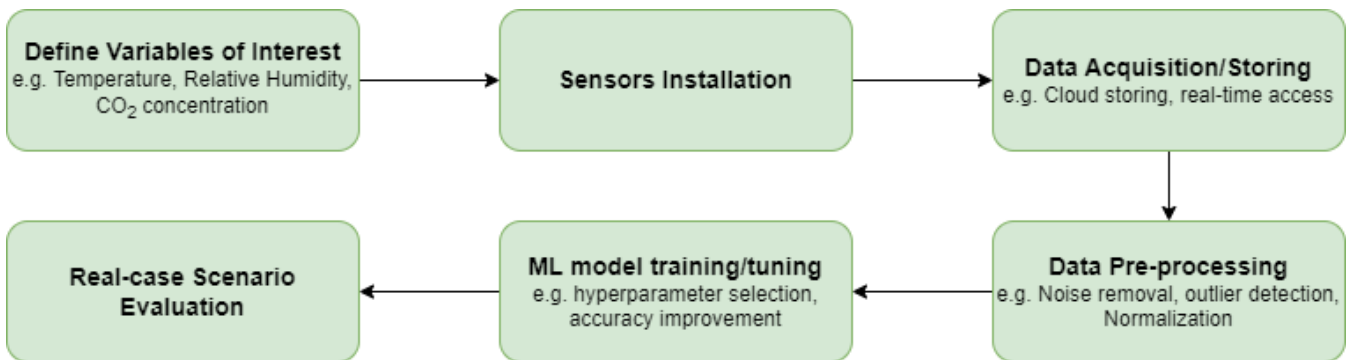 Define Variables of Interest
e.g. Temperature, Relative Humidity,
CO₂ concentration
Sensors Installation
Data Acquisition/Storing
e.g. Cloud storing, real-time access
Data Pre-processing
e.g. Noise removal, outlier detection,
Normalization
ML model training/tuning
e.g. hyperparameter selection,
accuracy improvement
Real-case Scenario
Evaluation